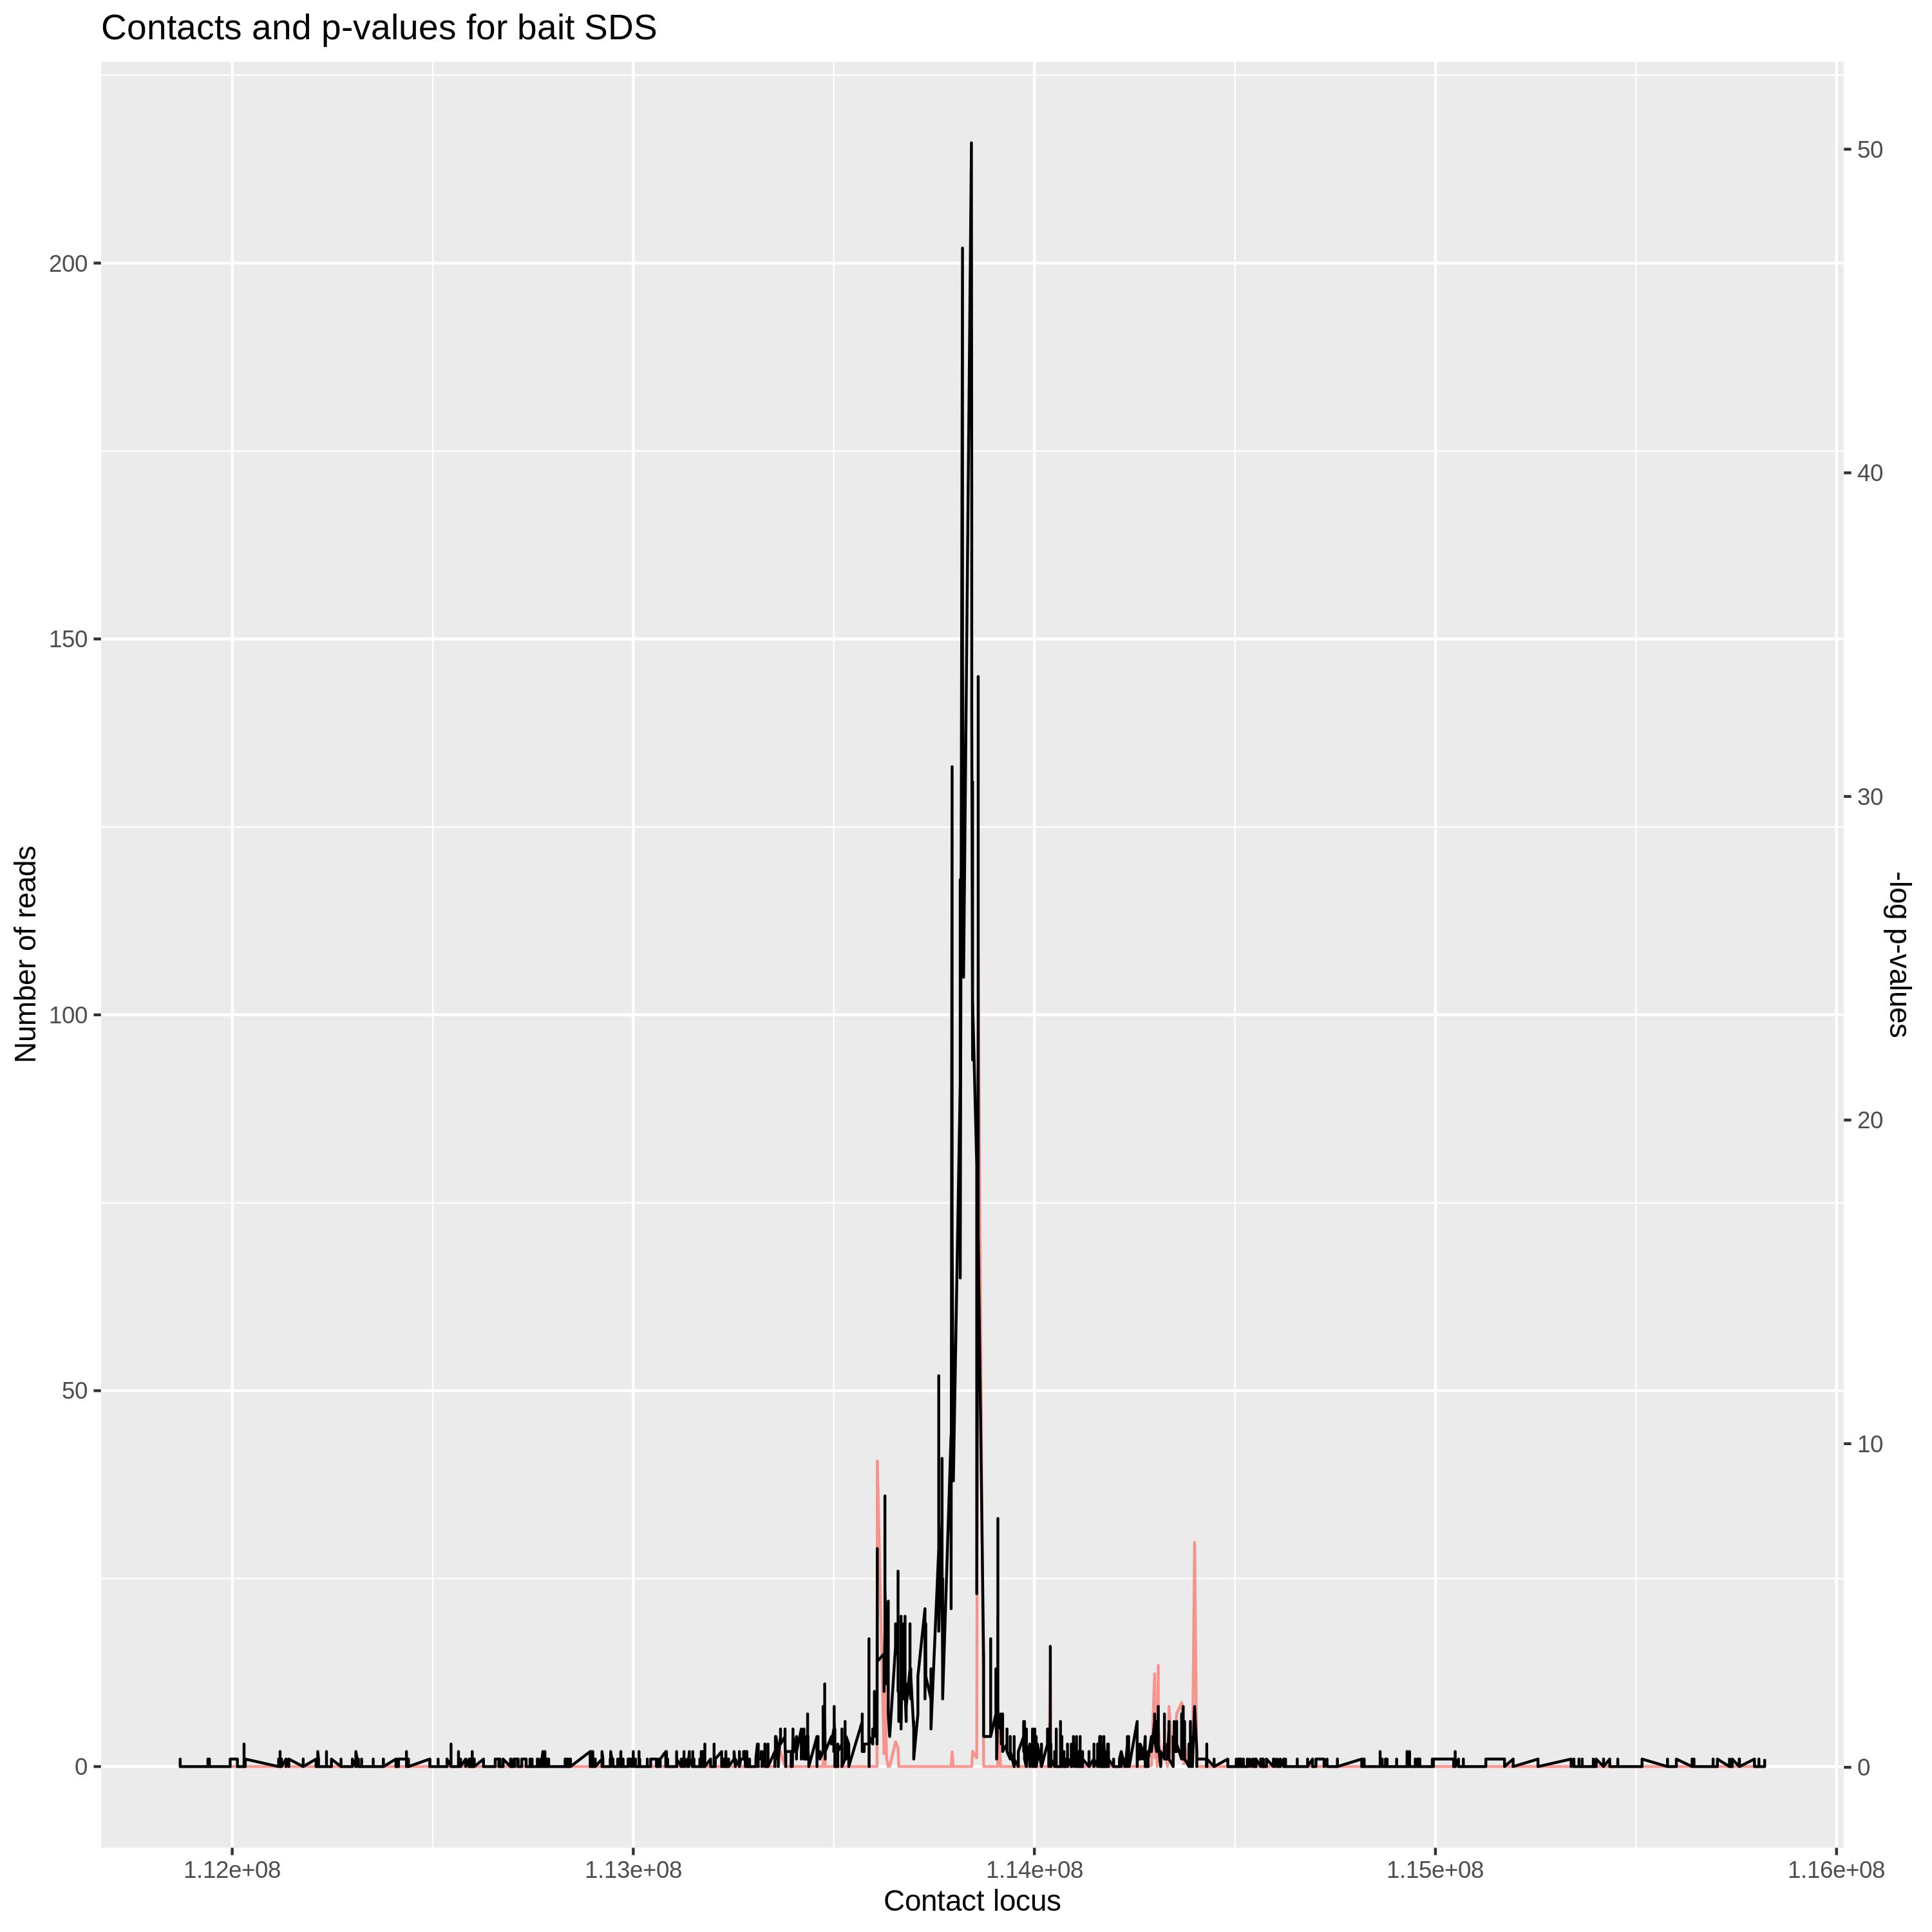 Contacts and p-values for bait SDS
Number of reads
200
150
100
50
0
50
40
30
20
10
0
-log p-values
1.12e+08
1.13e+08
1.14e+08
1.15e+08
1.16e+08
Contact locus